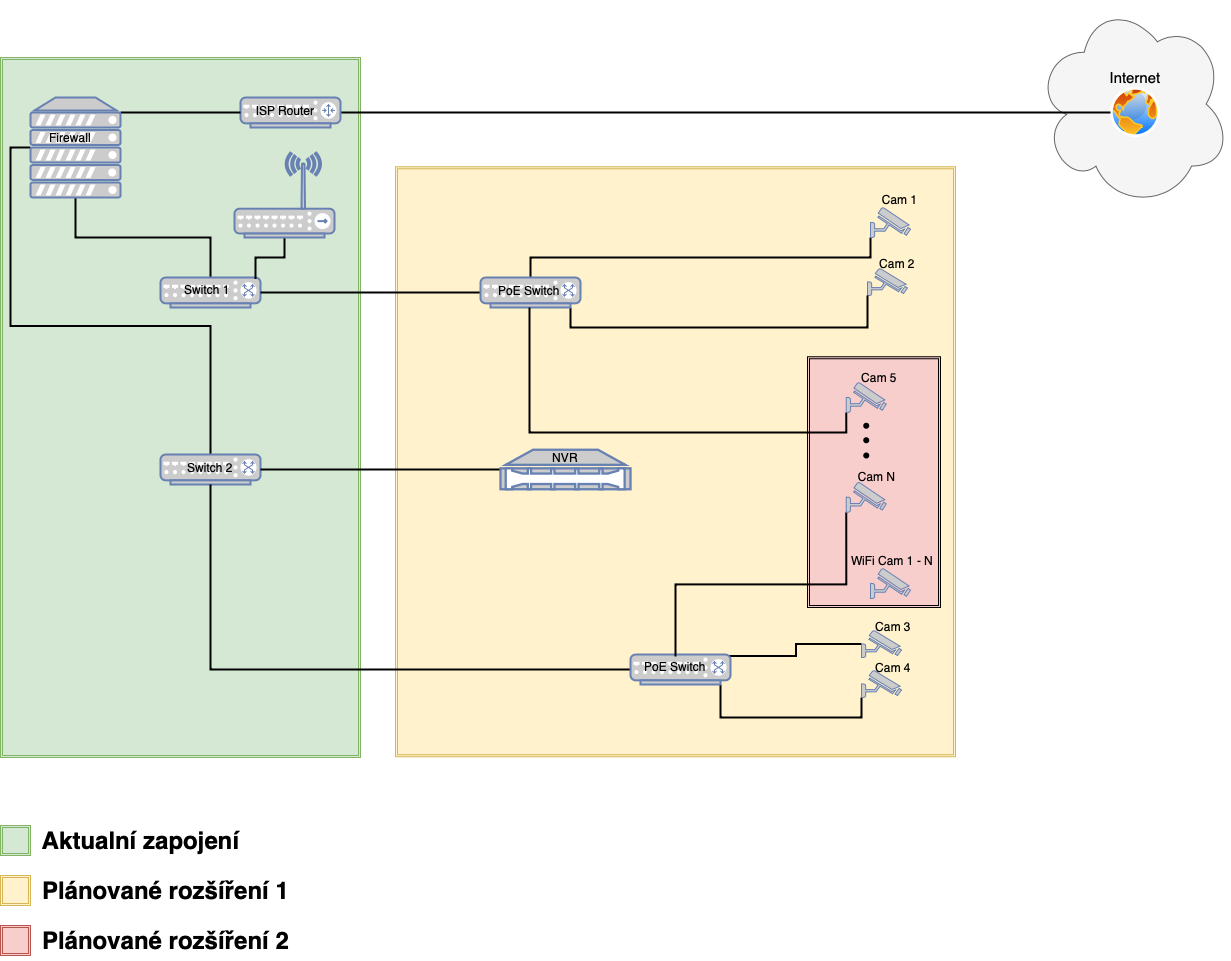 Internet
ISP Router
Firewall
Cam 1
Cam 2
Switch 1
PoE Switch
Cam 5
Switch 2
NVR
Cam N
WiFi Cam 1 - N
Cam 3
PoE Switch
Cam 4
Aktualní zapojení
Plánované rozšíření 1
Plánované rozšíření 2